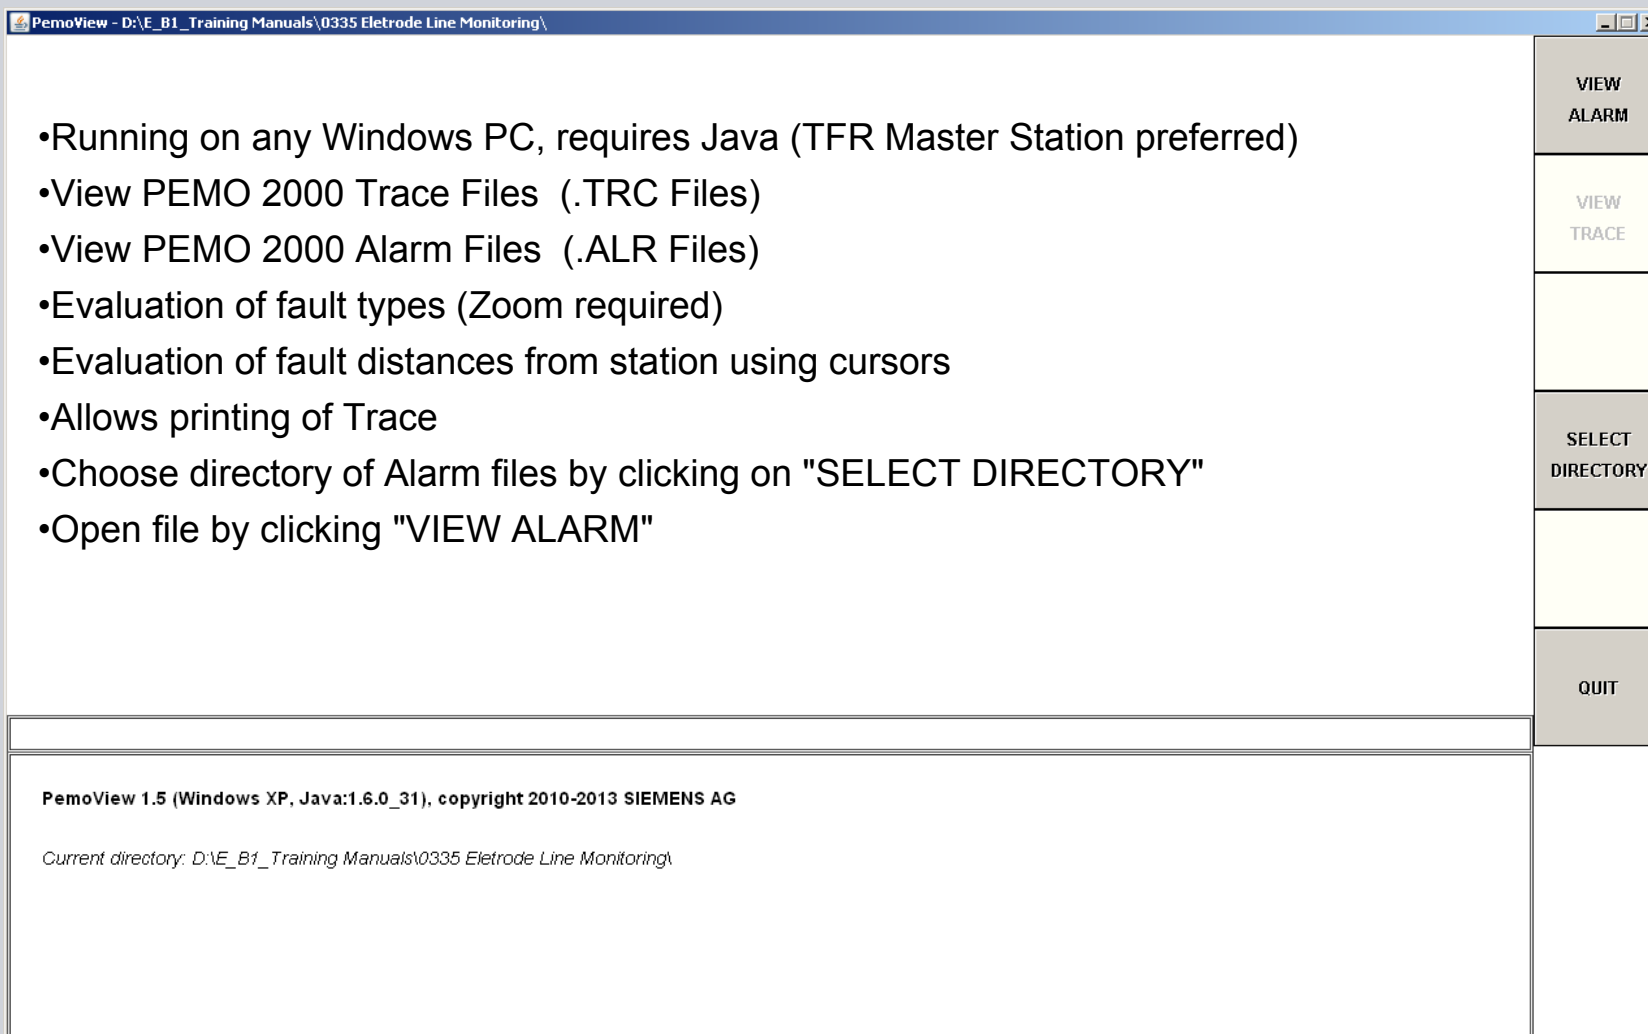 PemoView - D:\E_B1_Training Manuals\0335 Eletrode Line Monitoring\
•Running on any Windows PC, requires Java (TFR Master Station preferred)
•View PEMO 2000 Trace Files (.TRC Files)
•View PEMO 2000 Alarm Files (.ALR Files)
•Evaluation of fault types (Zoom required)
•Evaluation of fault distances from station using cursors
•Allows printing of Trace
•Choose directory of Alarm files by clicking on "SELECT DIRECTORY"
•Open file by clicking "VIEW ALARM"
VIEW
ALARM
VIEW
TRACE
SELECT
DIRECTORY
QUIT
PemoView 1.5 (Windows XP, Java:1.6.0_31), copyright 2010-2013 SIEMENS AG
Current directory: D:\E_B1_Training Manuals\0335 Eletrode Line Monitoring\